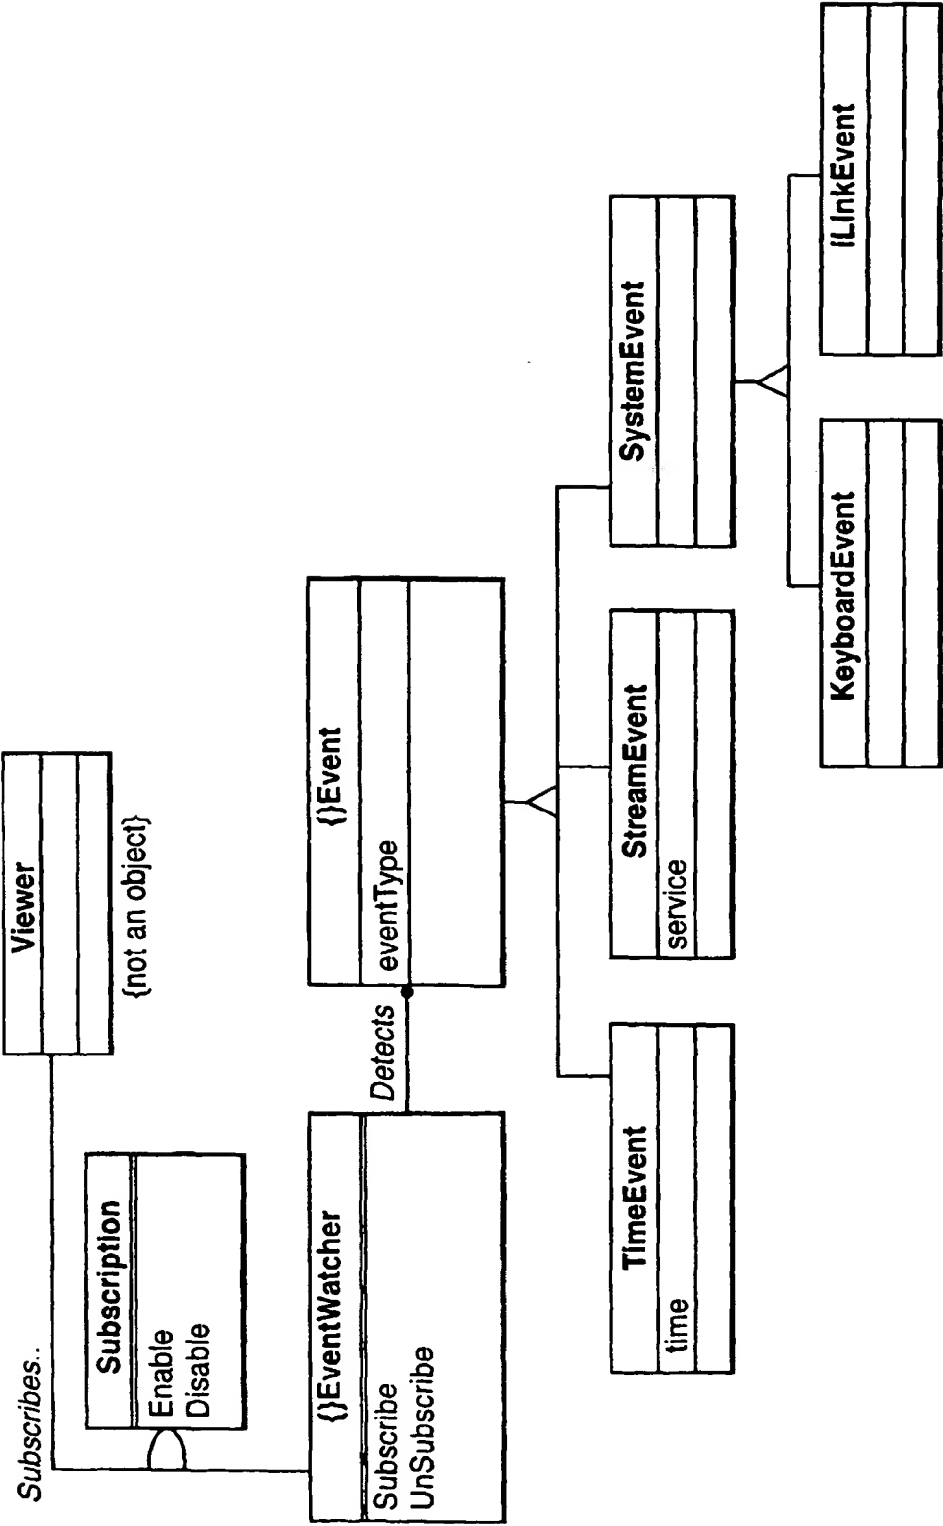 Subscribes..
Viewer
{not an object}
Subscription
Enable
Disable
{}EventWatcher
Subscribe
UnSubscribe
Detects
{}Event
eventType
TimeEvent
time
StreamEvent
service
SystemEvent
KeyboardEvent
iLInkEvent